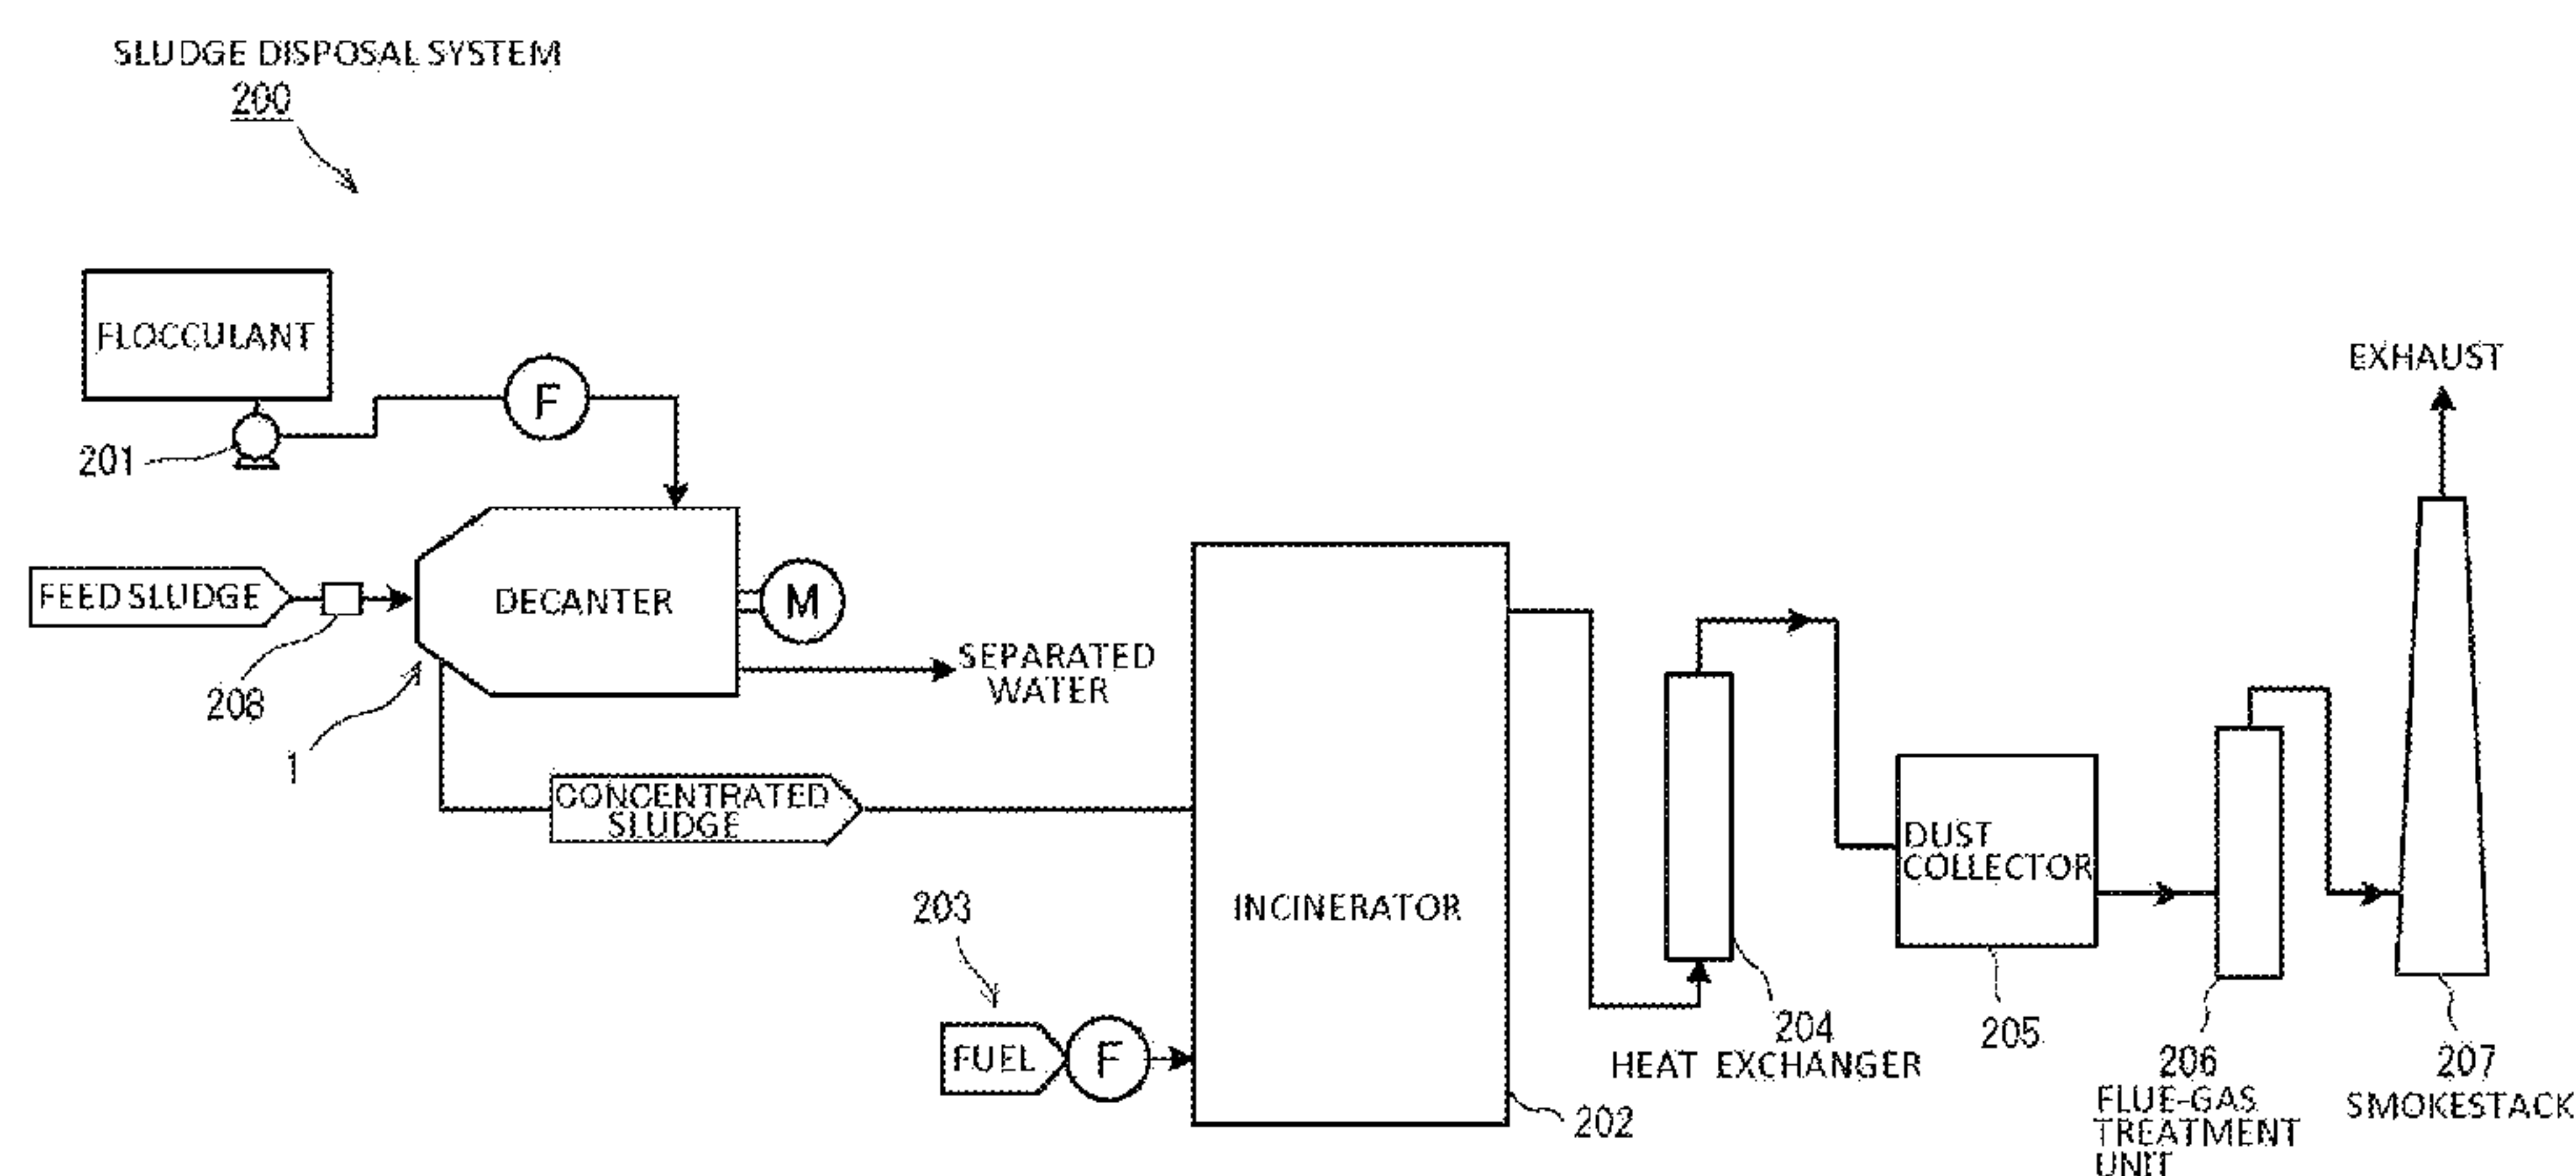 SLUDGE DISPOSAL SYSTEM
200
FLOCCULANT
F
201
EXHAUST
FEED SLUDGE
DECANTER
M
208
1
SEPARATED
WATER
CONCENTRATED
SLUDGE
203
FUEL
F
INCINERATOR
202
204
HEAT EXCHANGER
DUST
COLLECTOR
205
206
FLUE-GAS
TREATMENT
UNIT
207
SMOKESTACK